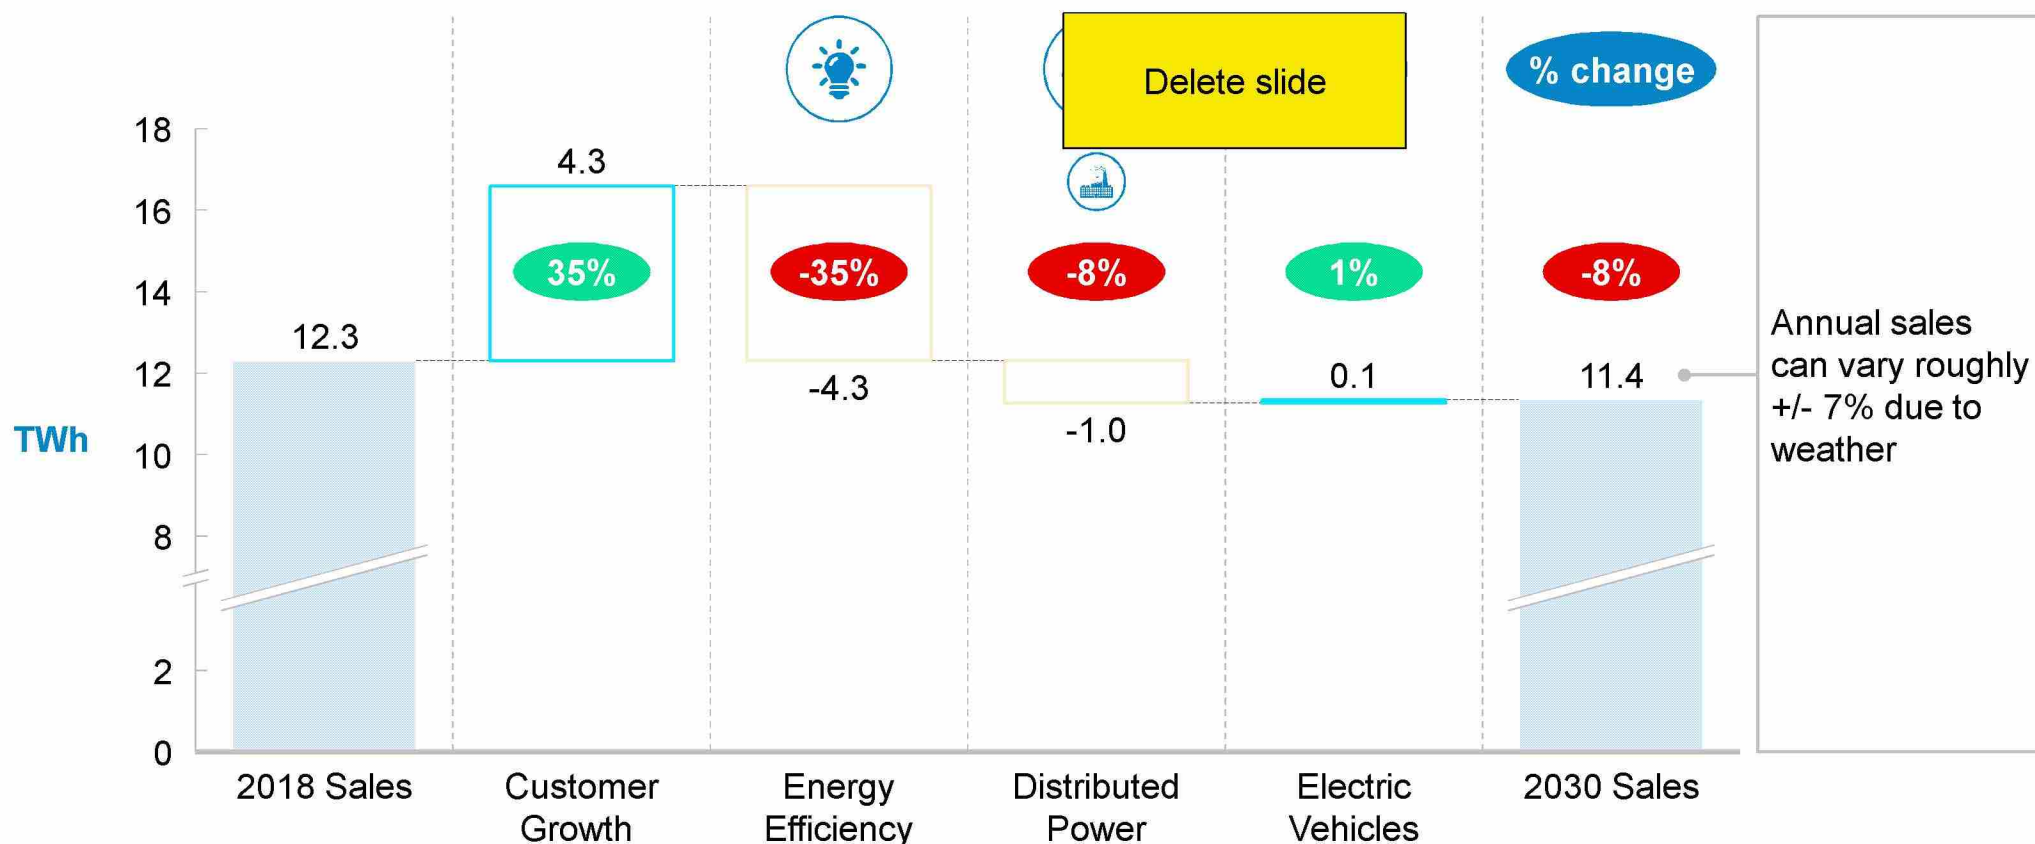 Delete slide
% change
18
16
14
12
10
8
2
0
TWh
12.3
4.3
-4.3
-1.0
0.1
11.4
35%
-35%
-8%
1%
-8%
Annual sales
can vary roughly
+/- 7% due to
weather
2018 Sales
Customer
Growth
Energy
Efficiency
Distributed
Power
Electric
Vehicles
2030 Sales